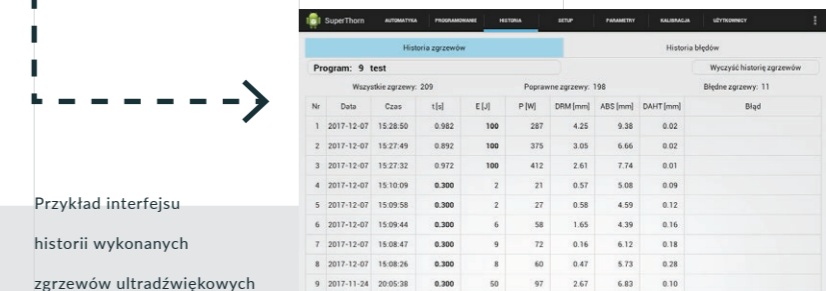 SuperThorn AUTOMATYKA PROGRAMOWANIE HISTORIA SETUP PARAMETRY KALIBRACJA UŻYTKOWNICY
Historia zgrzewów Historia błędów
Program: 9 test Wyczyść historię zgrzewów
Wszystkie zgrzewy: 209 Poprawne zgrzewy: 198 Błędne zgrzewy: 11
Nr Data Czas t[s] E [J] P [W] DRM [mm] ABS [mm] DAHT [mm] Błąd
1 2017-12-07 15:28:50 0.982 100 287 4.25 9.38 0.02
2 2017-12-07 15:27:49 0.892 100 375 3.05 6.66 0.02
3 2017-12-07 15:27:32 0.972 100 412 2.61 7.74 0.01
4 2017-12-07 15:10:09 0.300 2 21 0.57 5.08 0.09
5 2017-12-07 15:09:58 0.300 2 27 0.58 4.59 0.12
6 2017-12-07 15:09:44 0.300 6 58 1.65 4.39 0.16
7 2017-12-07 15:08:47 0.300 9 72 0.16 6.12 0.18
8 2017-12-07 15:08:26 0.300 8 60 0.47 5.73 0.28
9 2017-11-24 20:05:38 0.300 50 97 2.67 6.83 0.10
Przykład interfejsu
historii wykonanych
zgrzewów ultradźwiękowych